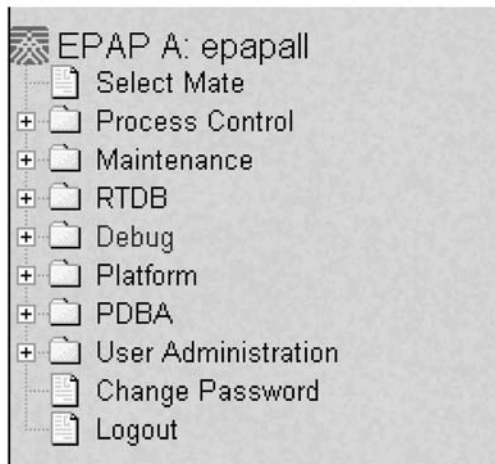 EPAP A: epapall
Select Mate
Process Control
Maintenance
RTDB
Debug
Platform
PDBA
User Administration
Change Password
Logout